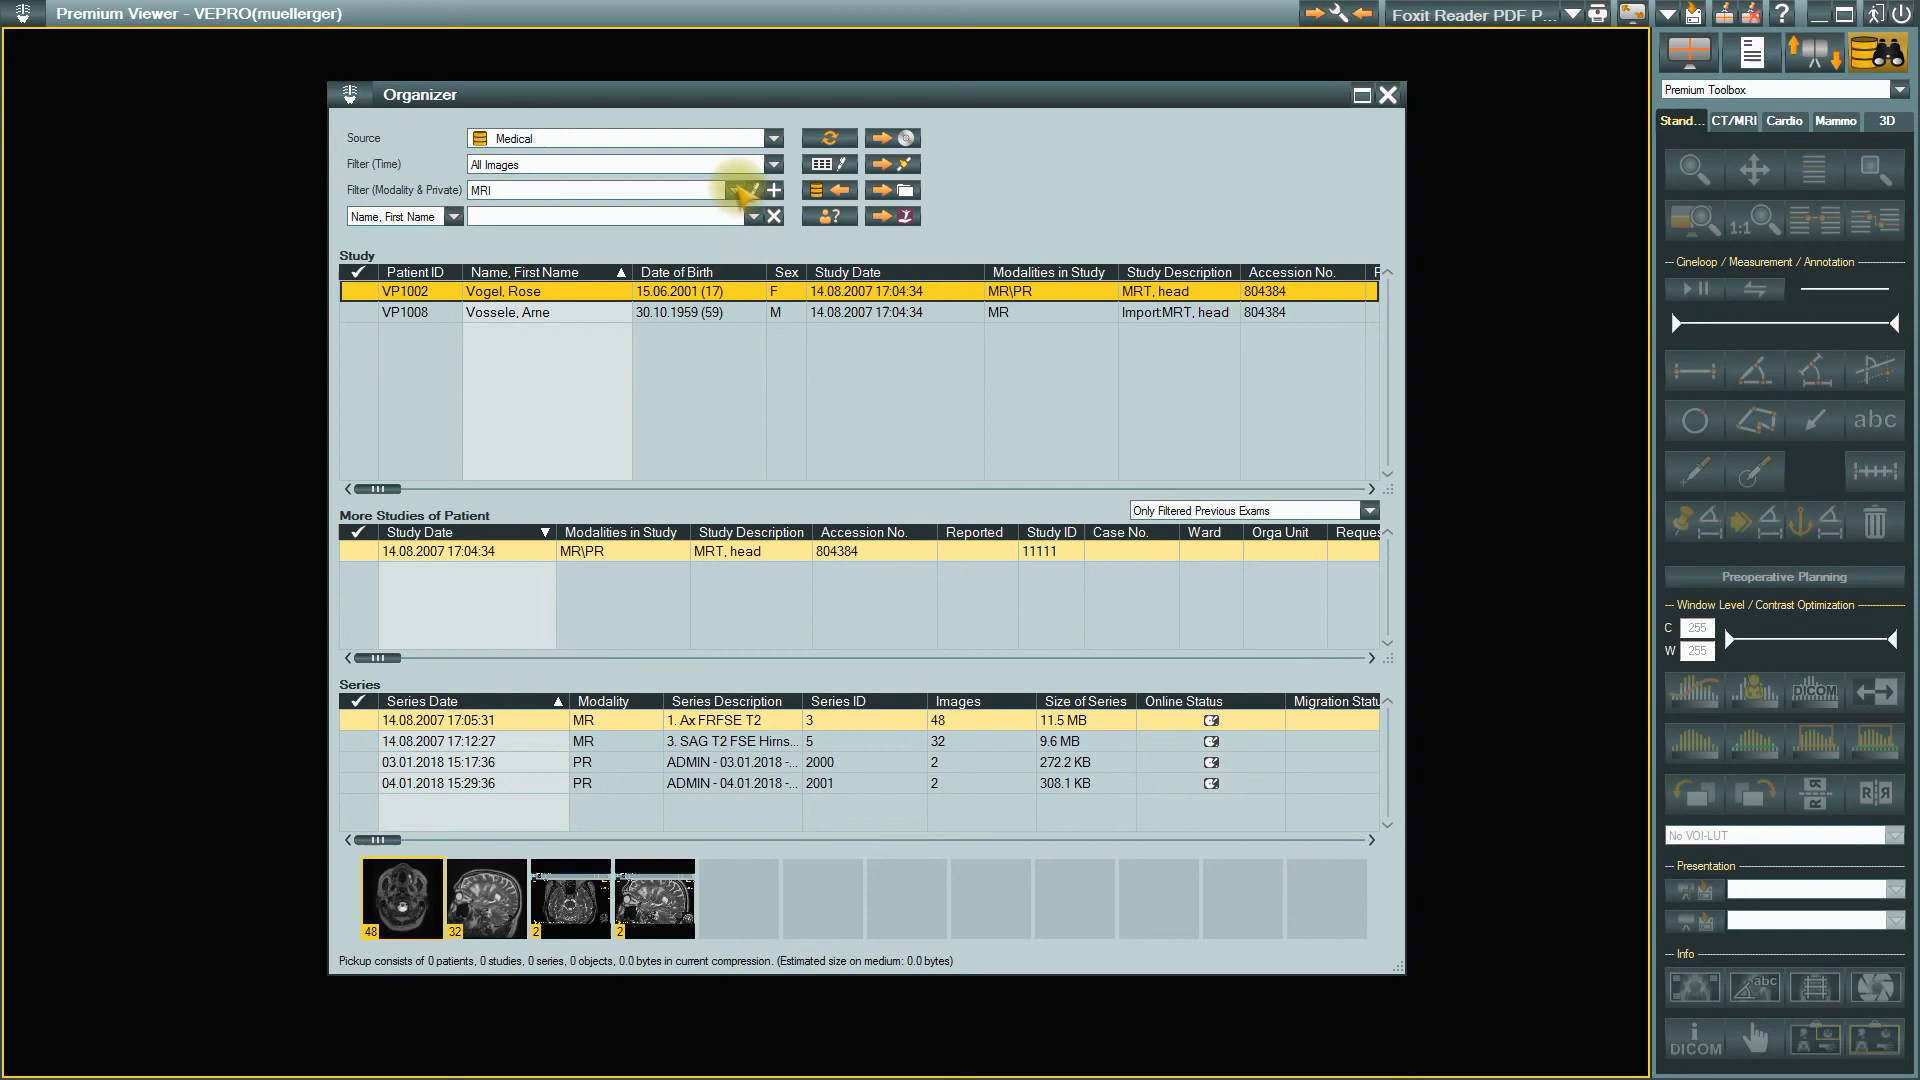 Premium Viewer - VEPRO(muellerger)
Foxit Reader PDF P...
?
Organizer
Source
Medical
Filter (Time)
All Images
Filter (Modality & Private)
MRI
Name, First Name
Study
Patient ID Name, First Name Date of Birth Sex Study Date Modalities in Study Study Description Accession No.
VP1002 Vogel, Rose 15.06.2001 (17) F 14.08.2007 17:04:34 MR\PR MRT, head 804384
VP1008 Vossele, Arne 30.10.1959 (59) M 14.08.2007 17:04:34 MR Import:MRT, head 804384
Only Filtered Previous Exams
More Studies of Patient
Study Date Modalities in Study Study Description Accession No. Reported Study ID Case No. Ward Orga Unit Reques
14.08.2007 17:04:34 MR\PR MRT, head 804384 11111
Series
Series Date Modality Series Description Series ID Images Size of Series Online Status Migration Statu
14.08.2007 17:05:31 MR 1. Ax FRFSE T2 3 48 11.5 MB
14.08.2007 17:12:27 MR 3. SAG T2 FSE Hirns... 5 32 9.6 MB
03.01.2018 15:17:36 PR ADMIN - 03.01.2018 -... 2000 2 272.2 KB
04.01.2018 15:29:36 PR ADMIN - 04.01.2018 -... 2001 2 308.1 KB
48 32 2 2
Pickup consists of 0 patients, 0 studies, 0 series, 0 objects, 0.0 bytes in current compression. (Estimated size on medium: 0.0 bytes)
Premium Toolbox
Stand... CT/MRI Cardio Mammo 3D
1:1
Cineloop / Measurement / Annotation
abc
Preoperative Planning
Window Level / Contrast Optimization
C 255
W 255
DICOM
R R R R
No VOI-LUT
Presentation
Info
abc
i
DICOM